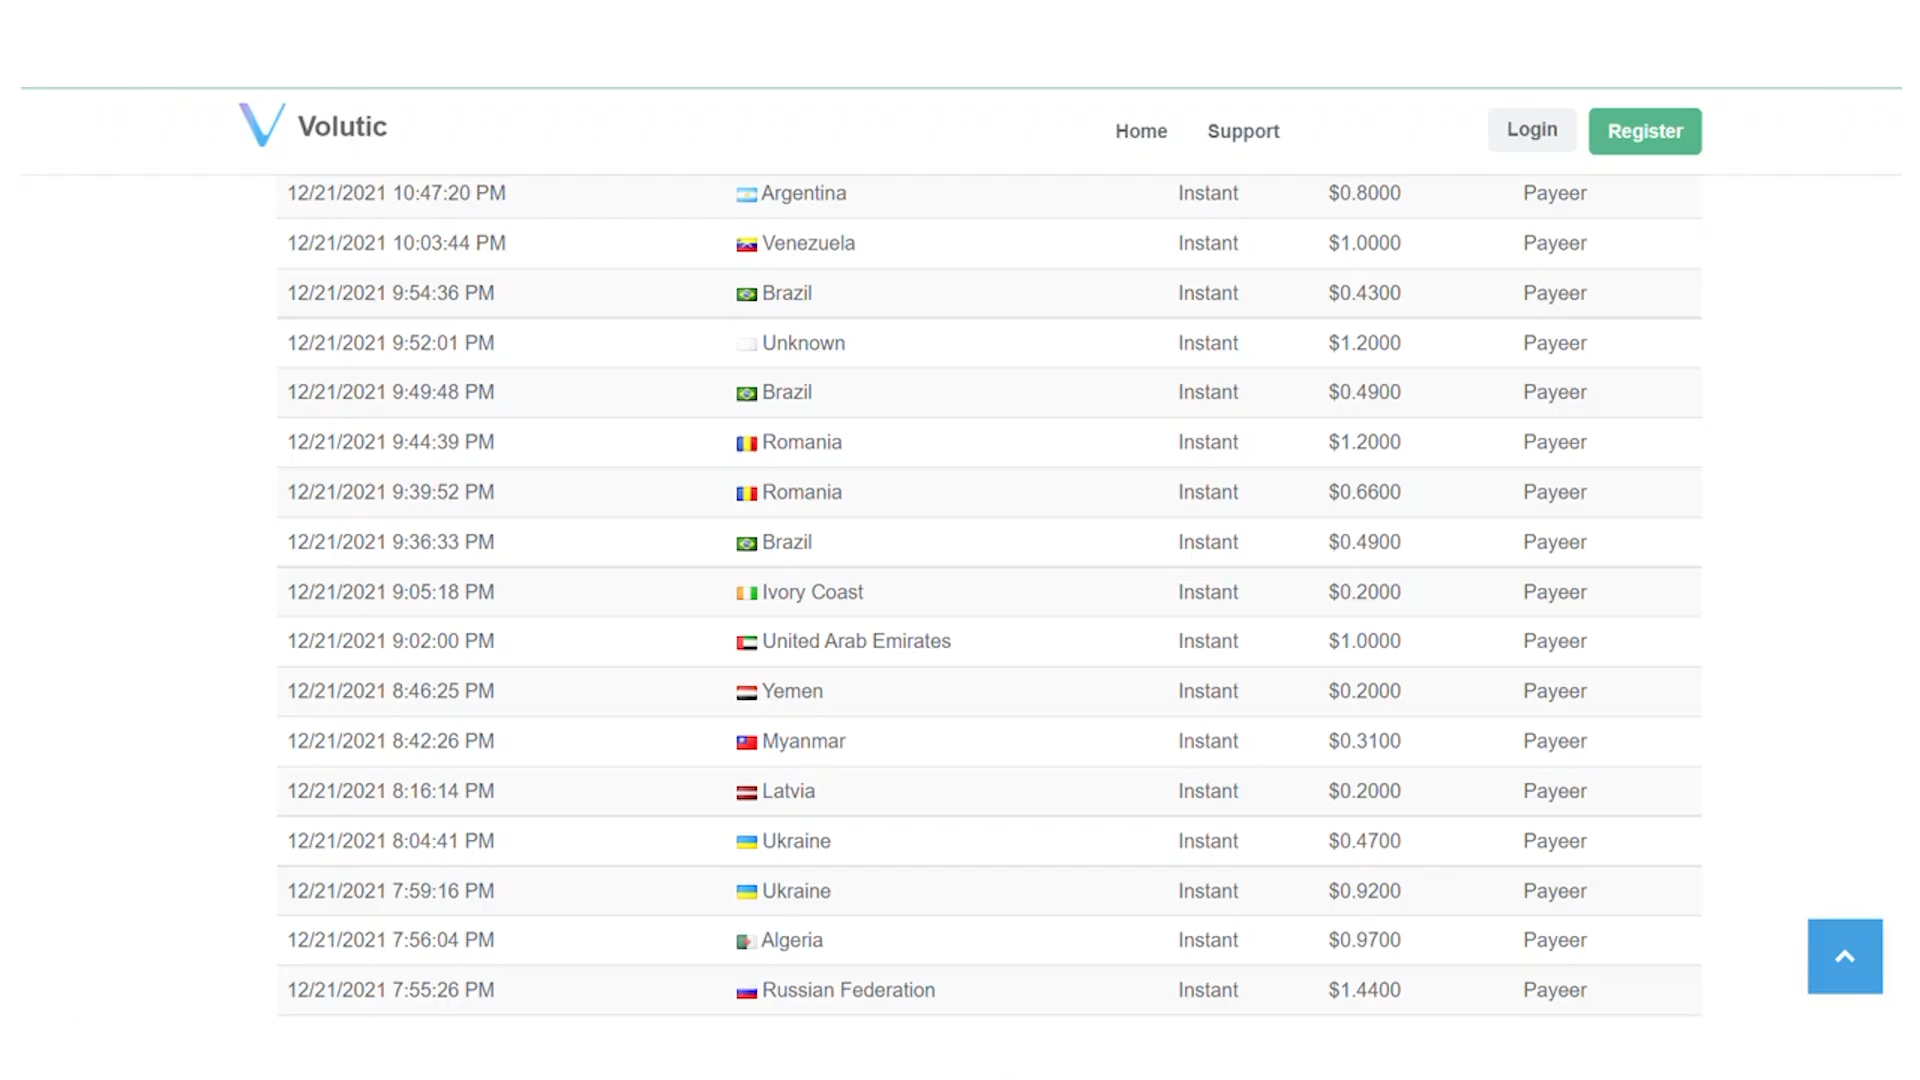 Volutic Home Support Login Register
12/21/2021 10:47:20 PM Argentina Instant $0.8000 Payeer
12/21/2021 10:03:44 PM Venezuela Instant $1.0000 Payeer
12/21/2021 9:54:36 PM Brazil Instant $0.4300 Payeer
12/21/2021 9:52:01 PM Unknown Instant $1.2000 Payeer
12/21/2021 9:49:48 PM Brazil Instant $0.4900 Payeer
12/21/2021 9:44:39 PM Romania Instant $1.2000 Payeer
12/21/2021 9:39:52 PM Romania Instant $0.6600 Payeer
12/21/2021 9:36:33 PM Brazil Instant $0.4900 Payeer
12/21/2021 9:05:18 PM Ivory Coast Instant $0.2000 Payeer
12/21/2021 9:02:00 PM United Arab Emirates Instant $1.0000 Payeer
12/21/2021 8:46:25 PM Yemen Instant $0.2000 Payeer
12/21/2021 8:42:26 PM Myanmar Instant $0.3100 Payeer
12/21/2021 8:16:14 PM Latvia Instant $0.2000 Payeer
12/21/2021 8:04:41 PM Ukraine Instant $0.4700 Payeer
12/21/2021 7:59:16 PM Ukraine Instant $0.9200 Payeer
12/21/2021 7:56:04 PM Algeria Instant $0.9700 Payeer
12/21/2021 7:55:26 PM Russian Federation Instant $1.4400 Payeer